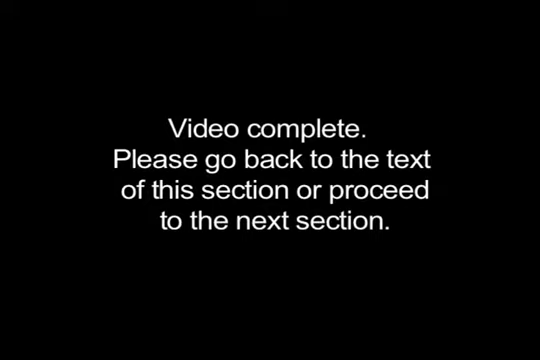 Video complete.
Please go back to the text
of this section or proceed
to the next section.